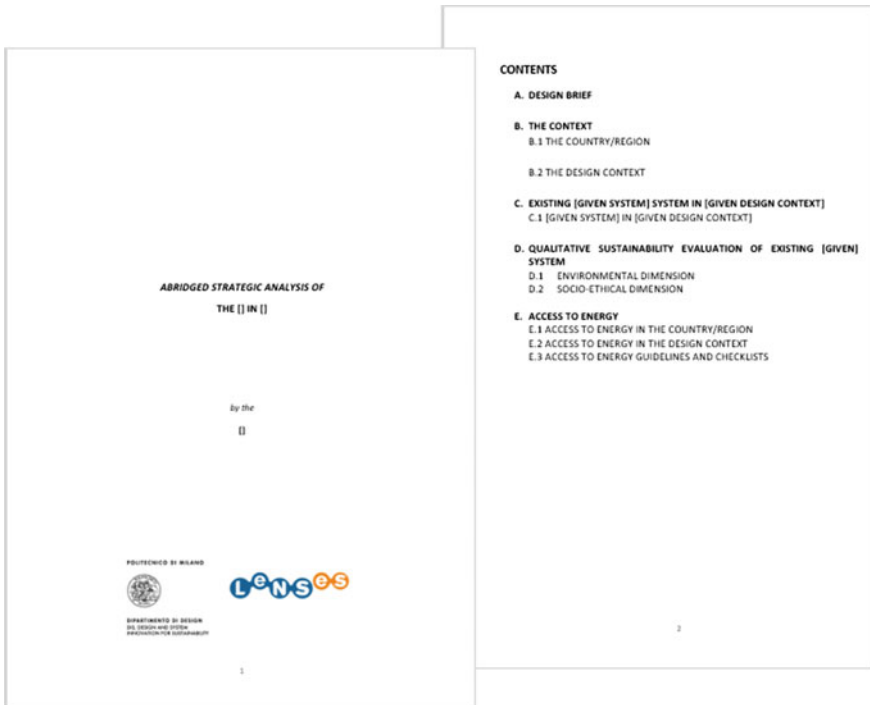 ABRIDGED STRATEGIC ANALYSIS OF
THE [] IN []
by the
[]
POLITECNICO DI MILANO
DIPARTIMENTO DI DESIGN
DIS, DESIGN AND SYSTEM
INNOVATION FOR SUSTAINABILITY
LeNSes
1
CONTENTS
A. DESIGN BRIEF
B. THE CONTEXT
B.1 THE COUNTRY/REGION
B.2 THE DESIGN CONTEXT
C. EXISTING [GIVEN SYSTEM] SYSTEM IN [GIVEN DESIGN CONTEXT]
C.1 [GIVEN SYSTEM] IN [GIVEN DESIGN CONTEXT]
D. QUALITATIVE SUSTAINABILITY EVALUATION OF EXISTING [GIVEN]
SYSTEM
D.1 ENVIRONMENTAL DIMENSION
D.2 SOCIO-ETHICAL DIMENSION
E. ACCESS TO ENERGY
E.1 ACCESS TO ENERGY IN THE COUNTRY/REGION
E.2 ACCESS TO ENERGY IN THE DESIGN CONTEXT
E.3 ACCESS TO ENERGY GUIDELINES AND CHECKLISTS
2